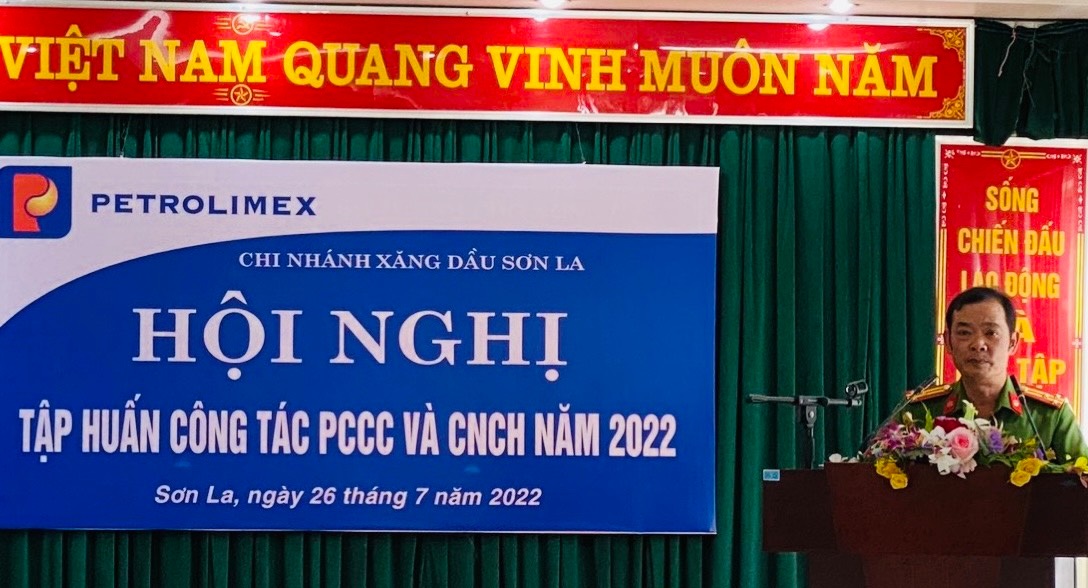 VIỆT NAM QUANG VINH MUÔN NĂM
PETROLIMEX
CHI NHÁNH XĂNG DẦU SƠN LA
HỘI NGHỊ
TẬP HUẤN CÔNG TÁC PCCC VÀ CNCH NĂM 2022
Sơn La, ngày 26 tháng 7 năm 2022
SỐNG
CHIẾN ĐẤU
LAO ĐỘNG
TẬP